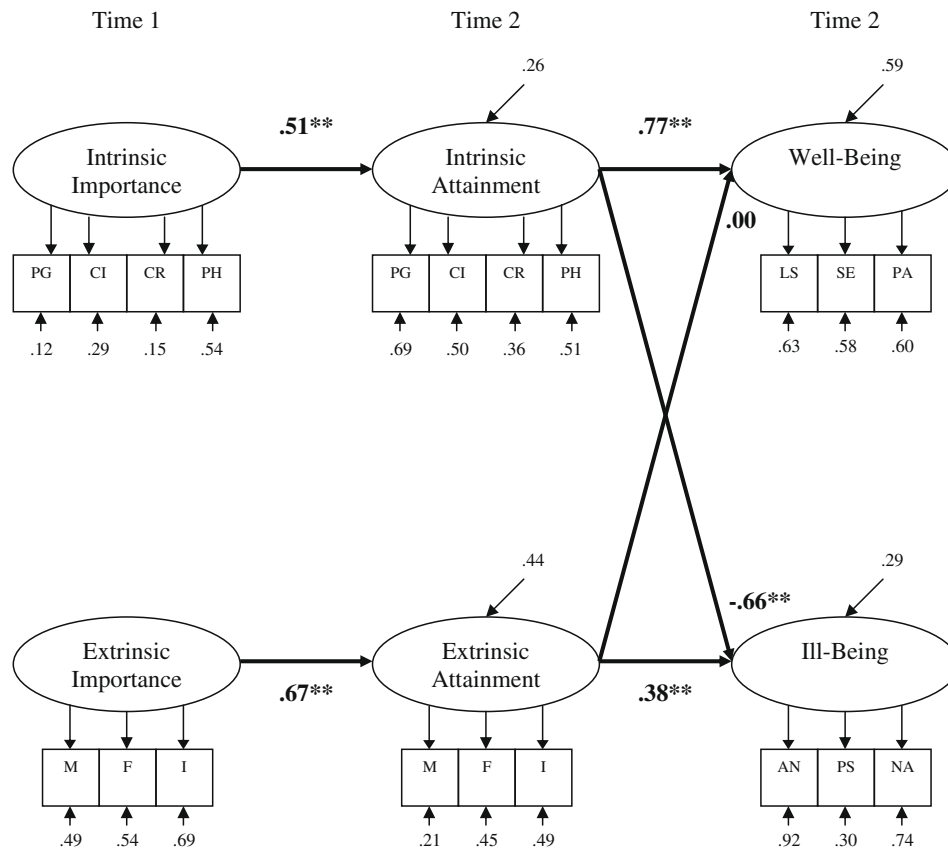 Time 1 Time 2 Time 2
.26 .59
.51** .77**
Intrinsic
Importance
Intrinsic
Attainment
Well-Being
.00
PG CI CR PH
PG CI CR PH
LS SE PA
.12 .29 .15 .54
.69 .50 .36 .51
.63 .58 .60
.44 .29
-.66**
Extrinsic
Importance
Extrinsic
Attainment
Ill-Being
.67** .38**
M F I
M F I
AN PS NA
.49 .54 .69
.21 .45 .49
.92 .30 .74